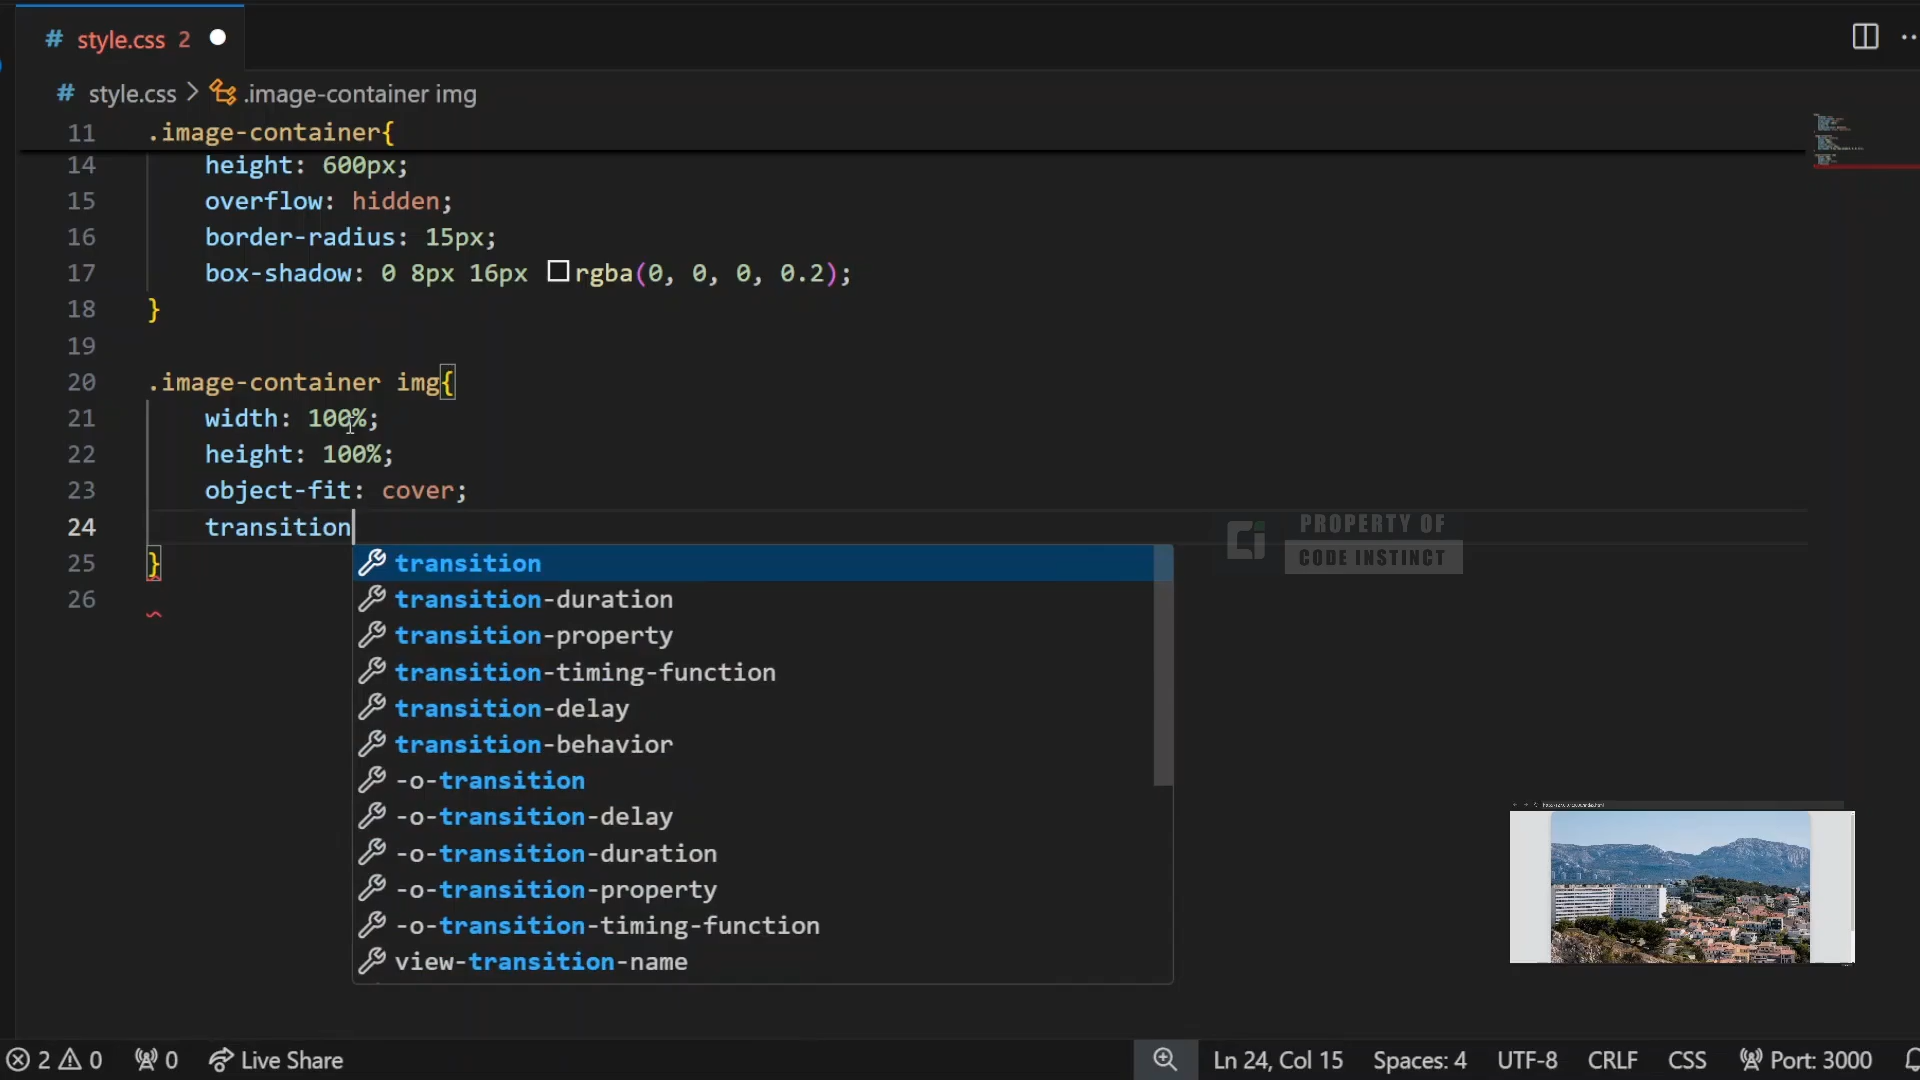 # style.css 2
# style.css > .image-container img
11 .image-container{
14 height: 600px;
15 overflow: hidden;
16 border-radius: 15px;
17 box-shadow: 0 8px 16px rgba(0, 0, 0, 0.2);
18 }
19
20 .image-container img{
21 width: 100%;
22 height: 100%;
23 object-fit: cover;
24 transition
25 }
26
transition
transition-duration
transition-property
transition-timing-function
transition-delay
transition-behavior
-o-transition
-o-transition-delay
-o-transition-duration
-o-transition-property
-o-transition-timing-function
view-transition-name
PROPERTY OF
CODE INSTINCT
2 0 0 Live Share Ln 24, Col 15 Spaces: 4 UTF-8 CRLF CSS Port: 3000